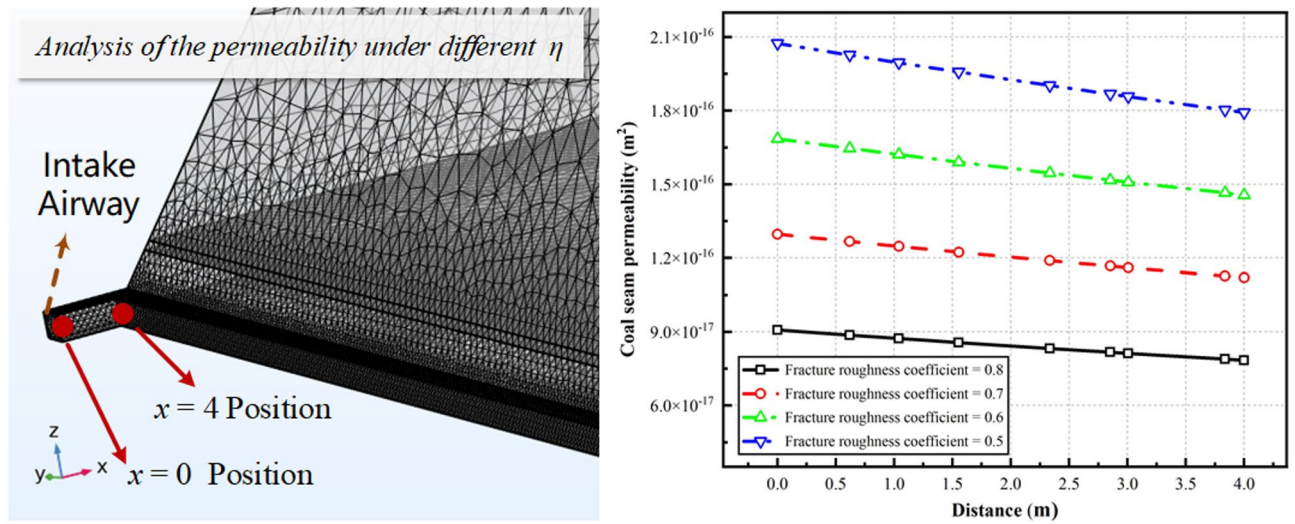 Analysis of the permeability under different η
Intake
Airway
x = 4 Position
x = 0 Position
z
y
x
Coal seam permeability (m²)
2.1×10⁻¹⁶
1.8×10⁻¹⁶
1.5×10⁻¹⁶
1.2×10⁻¹⁶
9.0×10⁻¹⁷
6.0×10⁻¹⁷
Fracture roughness coefficient = 0.8
Fracture roughness coefficient = 0.7
Fracture roughness coefficient = 0.6
Fracture roughness coefficient = 0.5
0.0 0.5 1.0 1.5 2.0 2.5 3.0 3.5 4.0
Distance (m)